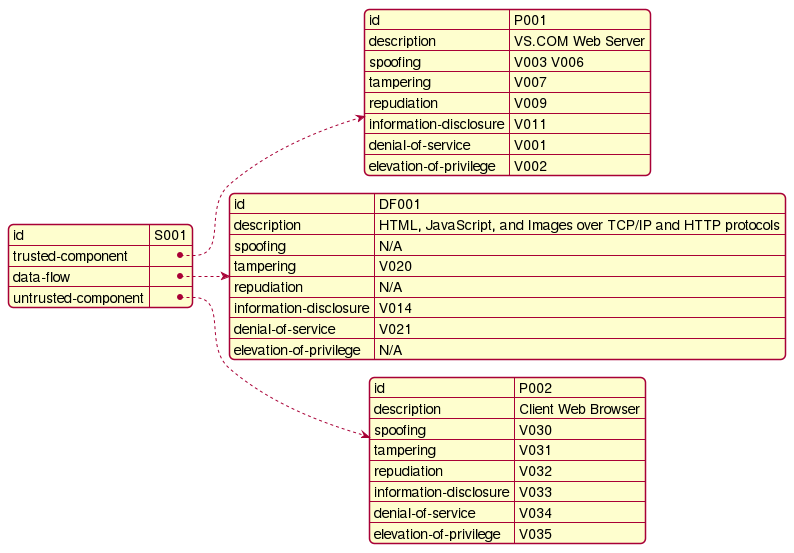 id P001
description VS.COM Web Server
spoofing V003 V006
tampering V007
repudiation V009
information-disclosure V011
denial-of-service V001
elevation-of-privilege V002
id S001
trusted-component
data-flow
untrusted-component
id DF001
description HTML, JavaScript, and Images over TCP/IP and HTTP protocols
spoofing N/A
tampering V020
repudiation N/A
information-disclosure V014
denial-of-service V021
elevation-of-privilege N/A
id P002
description Client Web Browser
spoofing V030
tampering V031
repudiation V032
information-disclosure V033
denial-of-service V034
elevation-of-privilege V035